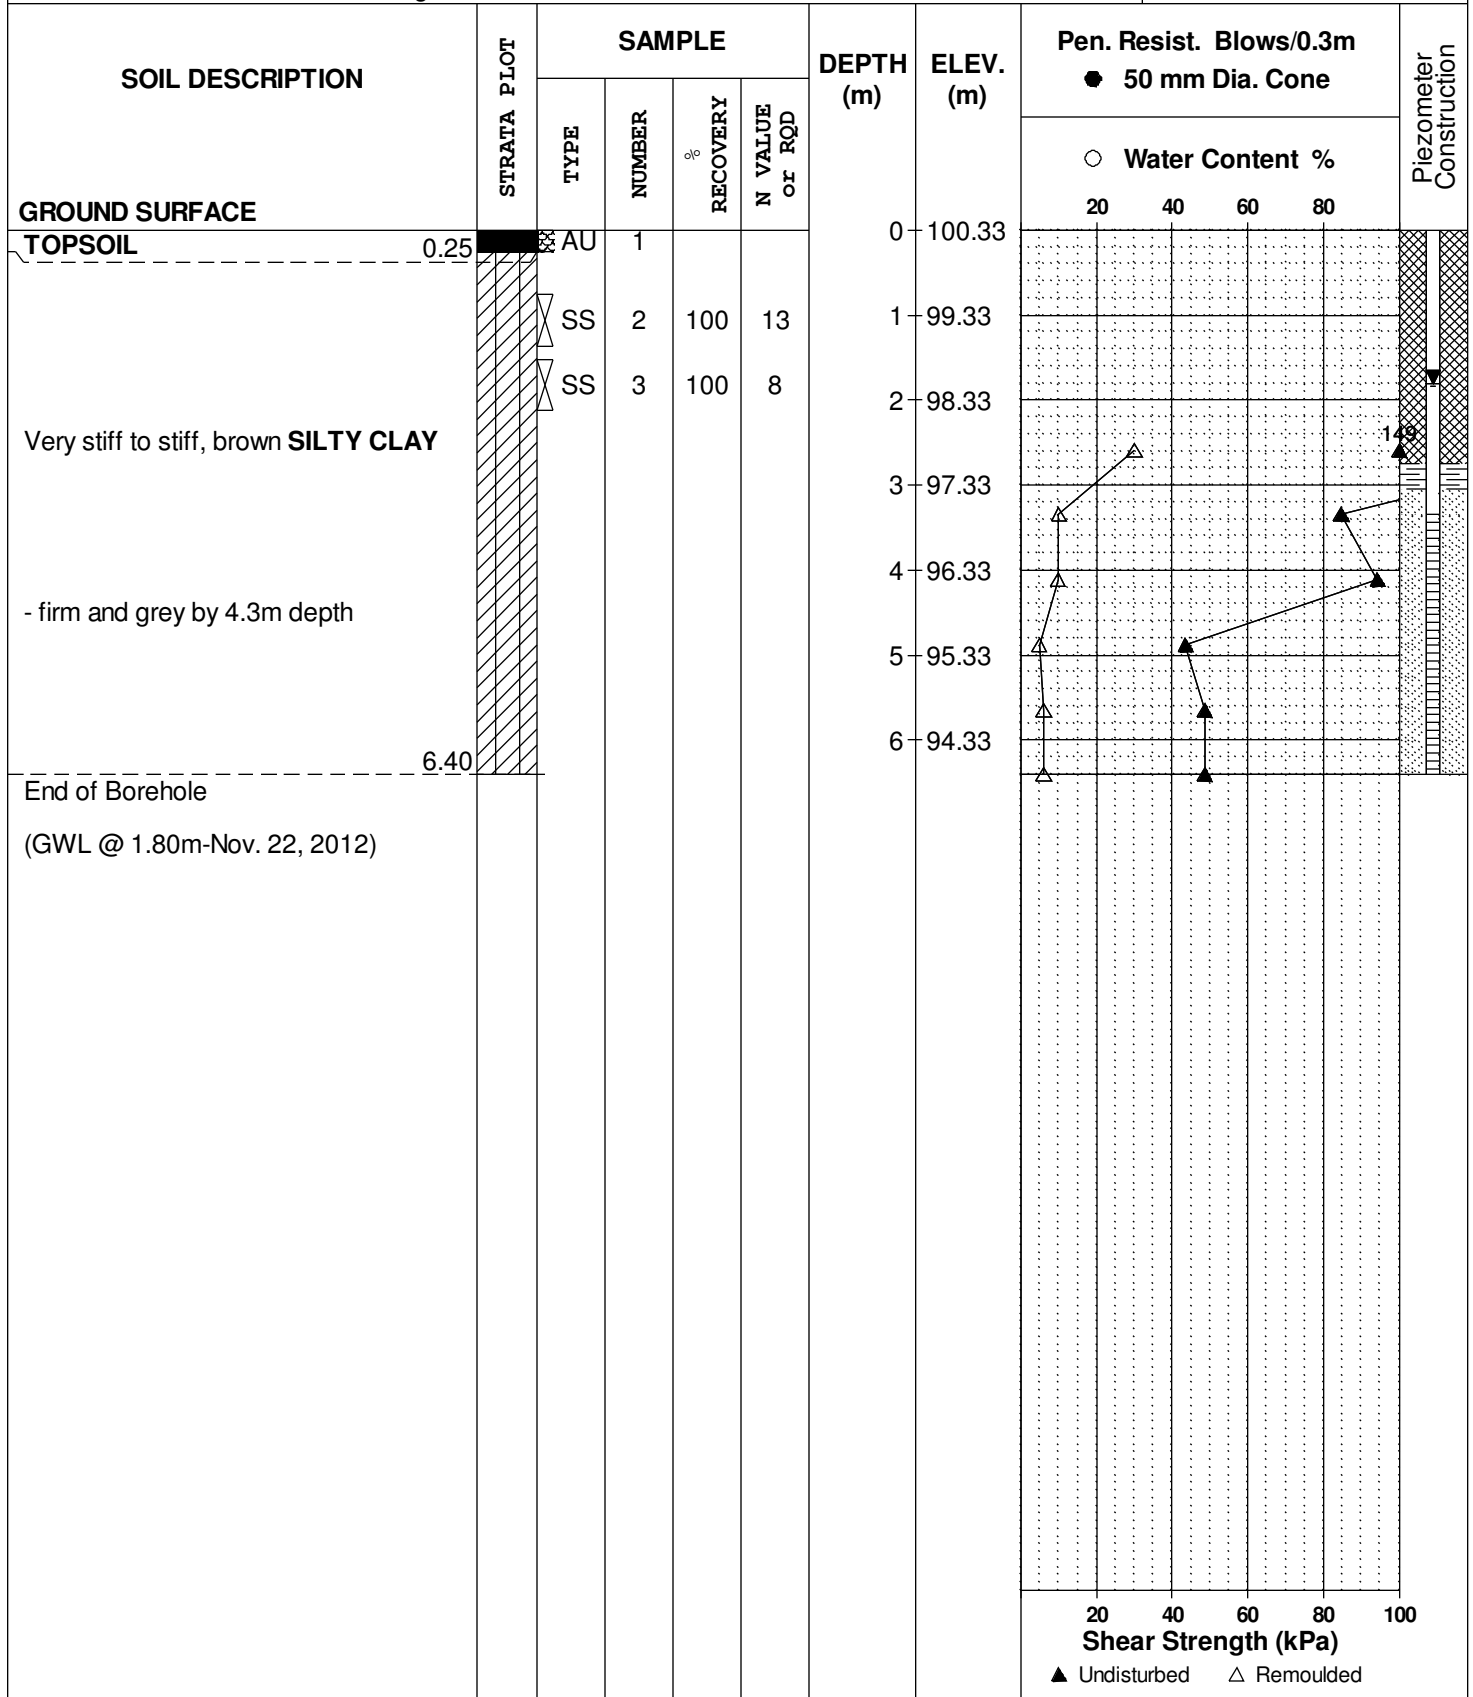 SOIL DESCRIPTION
GROUND SURFACE
STRATA PLOT
SAMPLE
TYPE
NUMBER
%
RECOVERY
N VALUE
or RQD
DEPTH
(m)
ELEV.
(m)
Pen. Resist. Blows/0.3m
50 mm Dia. Cone
Water Content %
20 40 60 80
Piezometer
Construction
TOPSOIL 0.25
AU 1
0 100.33
SS 2 100 13
1 99.33
SS 3 100 8
2 98.33
Very stiff to stiff, brown SILTY CLAY
149
3 97.33
4 96.33
- firm and grey by 4.3m depth
5 95.33
6 94.33
6.40
End of Borehole
(GWL @ 1.80m-Nov. 22, 2012)
20 40 60 80 100
Shear Strength (kPa)
Undisturbed Remoulded